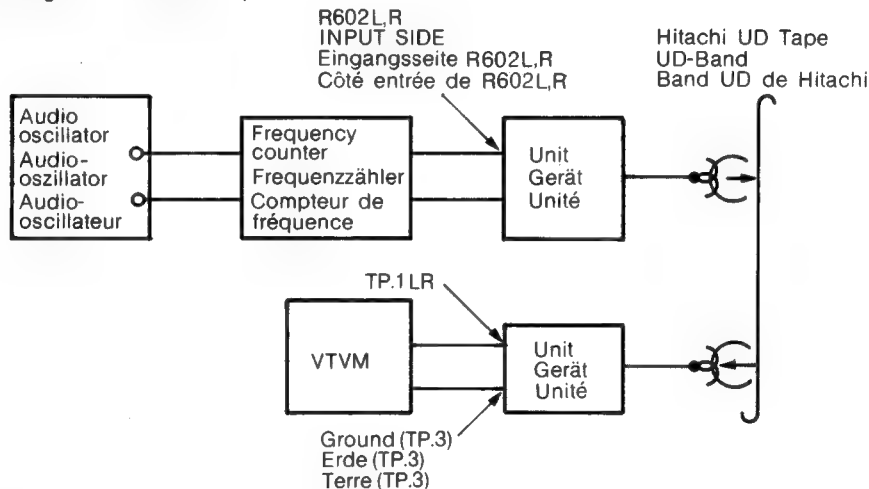 R602L,R
INPUT SIDE
Eingangsseite R602L,R
Côté entrée de R602L,R
Hitachi UD Tape
UD-Band
Band UD de Hitachi
Audio
oscillator
Audio-
oszillator
Audio-
oscillateur
Frequency
counter
Frequenzzähler
Compteur de
fréquence
Unit
Gerät
Unité
TP.1LR
VTVM
Unit
Gerät
Unité
Ground (TP.3)
Erde (TP.3)
Terre (TP.3)